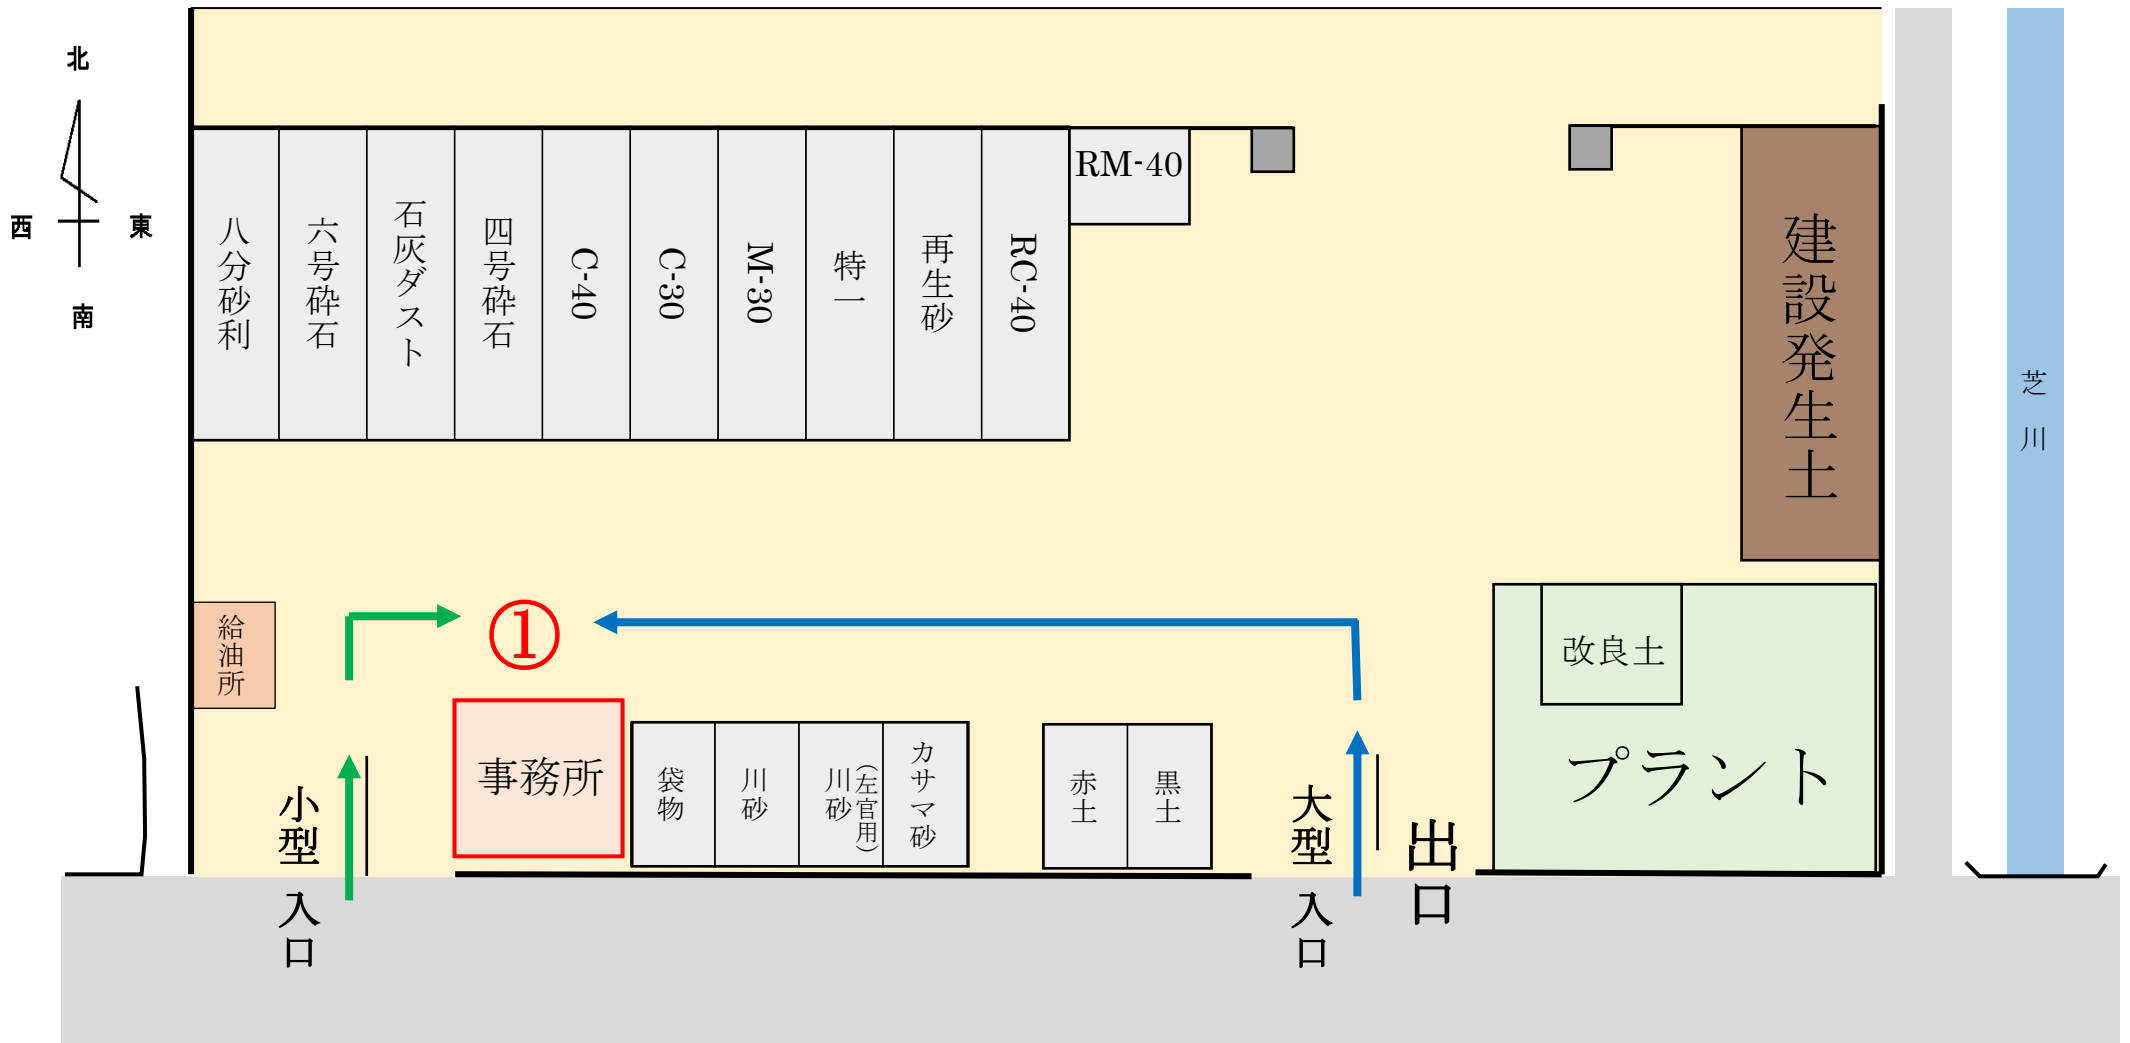 北
西
東
南
八分砂利
六号砕石
石灰ダスト
四号砕石
C-40
C-30
M-30
特一
再生砂
RC-40
RM-40
建設発生土
芝川
給油所
①
事務所
袋物
川砂
川砂
(左官用)
カサマ砂
赤土
黒土
改良土
プラント
小型
入口
大型
入口
出口